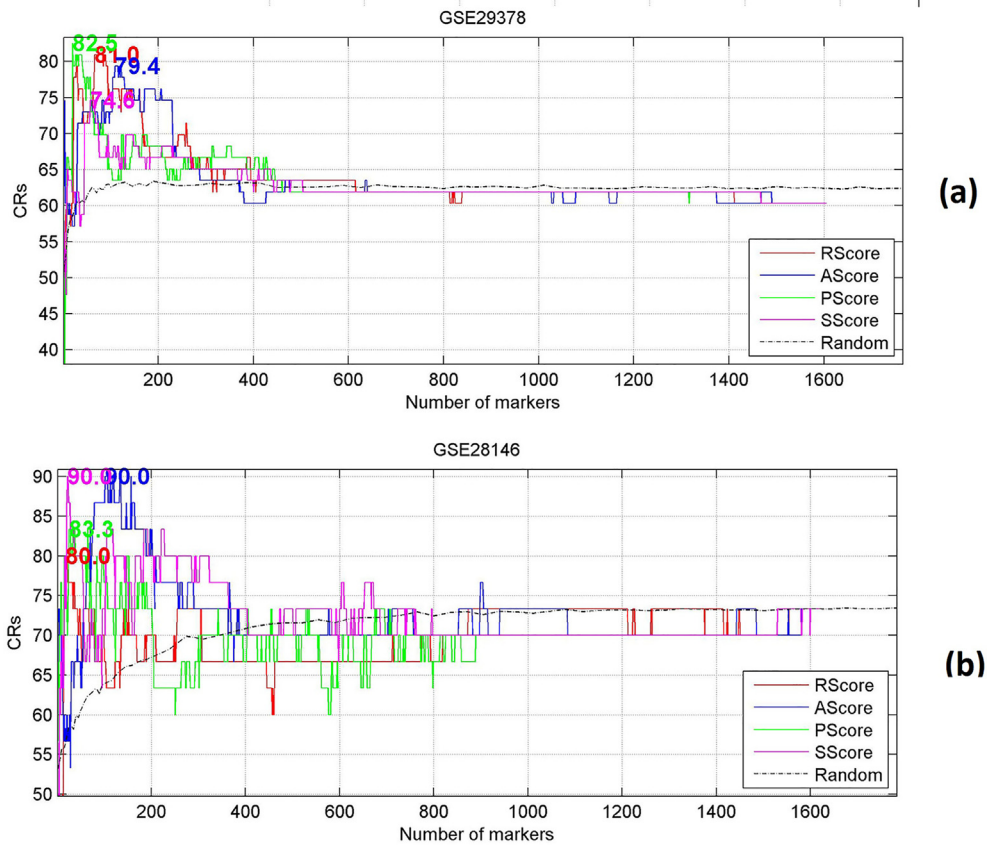 GSE29378
82.5
81.0
79.4
74.6
80
75
70
65
60
55
50
45
40
CRs
RScore
AScore
PScore
SScore
Random
200 400 600 800 1000 1200 1400 1600
Number of markers
(a)
GSE28146
90.0 90.0
83.3
80.0
90
85
80
75
70
65
60
55
50
CRs
RScore
AScore
PScore
SScore
Random
200 400 600 800 1000 1200 1400 1600
Number of markers
(b)